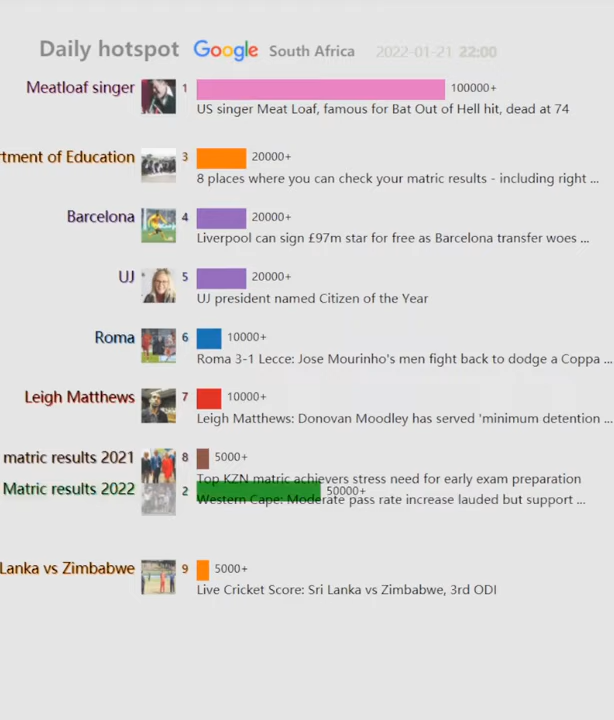 Daily hotspot Google South Africa 2022-01-21 22:00
Meatloaf singer 1 100000+
US singer Meat Loaf, famous for Bat Out of Hell hit, dead at 74
rtment of Education 3 20000+
8 places where you can check your matric results - including right ...
Barcelona 4 20000+
Liverpool can sign £97m star for free as Barcelona transfer woes ...
UJ 5 20000+
UJ president named Citizen of the Year
Roma 6 10000+
Roma 3-1 Lecce: Jose Mourinho's men fight back to dodge a Coppa ...
Leigh Matthews 7 10000+
Leigh Matthews: Donovan Moodley has served 'minimum detention ...
matric results 2021 8 5000+
Top KZN matric achievers stress need for early exam preparation
Matric results 2022 2 50000+
Western Cape: Moderate pass rate increase lauded but support ...
Lanka vs Zimbabwe 9 5000+
Live Cricket Score: Sri Lanka vs Zimbabwe, 3rd ODI